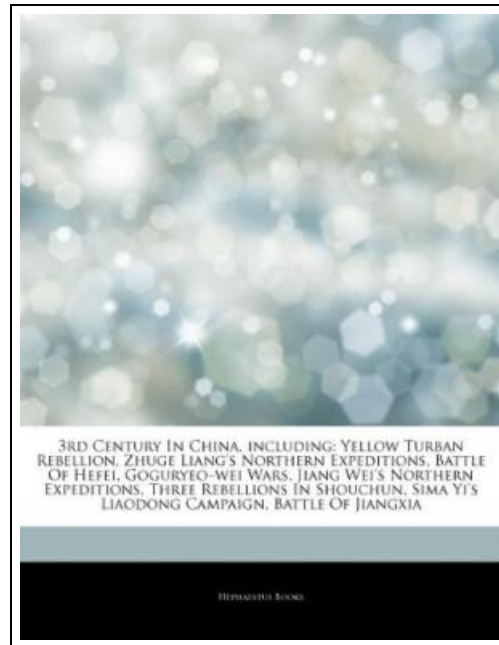 3rd Century In China, including: Yellow Turban
Rebellion, Zhuge Liang's Northern Expeditions, Battle
Of Hefei, Goguryeo–wei Wars, Jiang Wei's Northern
Expeditions, Three Rebellions In Shouchun, Sima Yi's
Liaodong Campaign, Battle Of Jiangxia
Hephaestus Books